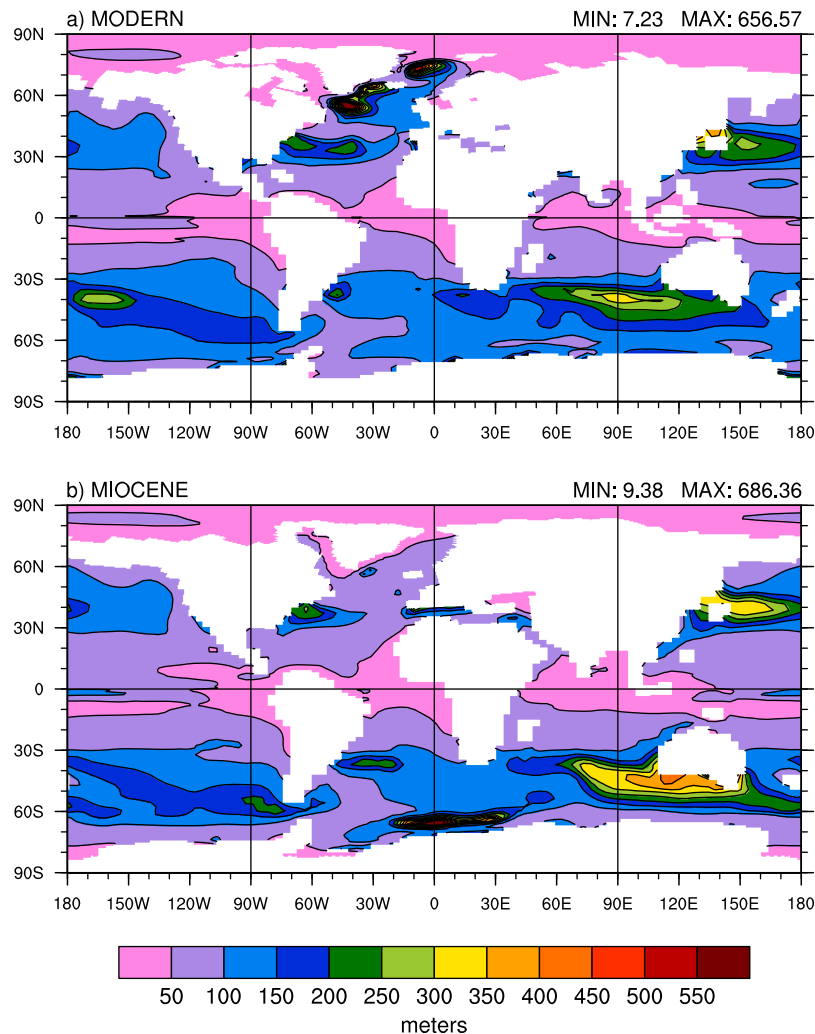 a) MODERN MIN: 7.23 MAX: 656.57
90N
60N
30N
0
30S
60S
90S
180 150W 120W 90W 60W 30W 0 30E 60E 90E 120E 150E 180
b) MIOCENE MIN: 9.38 MAX: 686.36
90N
60N
30N
0
30S
60S
90S
180 150W 120W 90W 60W 30W 0 30E 60E 90E 120E 150E 180
50 100 150 200 250 300 350 400 450 500 550
meters